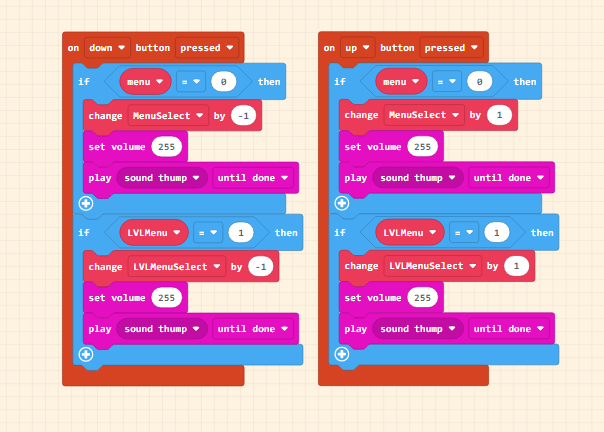 on down button pressed
if menu = 0 then
change MenuSelect by -1
set volume 255
play sound thump until done
if LVLMenu = 1 then
change LVLMenuSelect by -1
set volume 255
play sound thump until done
on up button pressed
if menu = 0 then
change MenuSelect by 1
set volume 255
play sound thump until done
if LVLMenu = 1 then
change LVLMenuSelect by 1
set volume 255
play sound thump until done